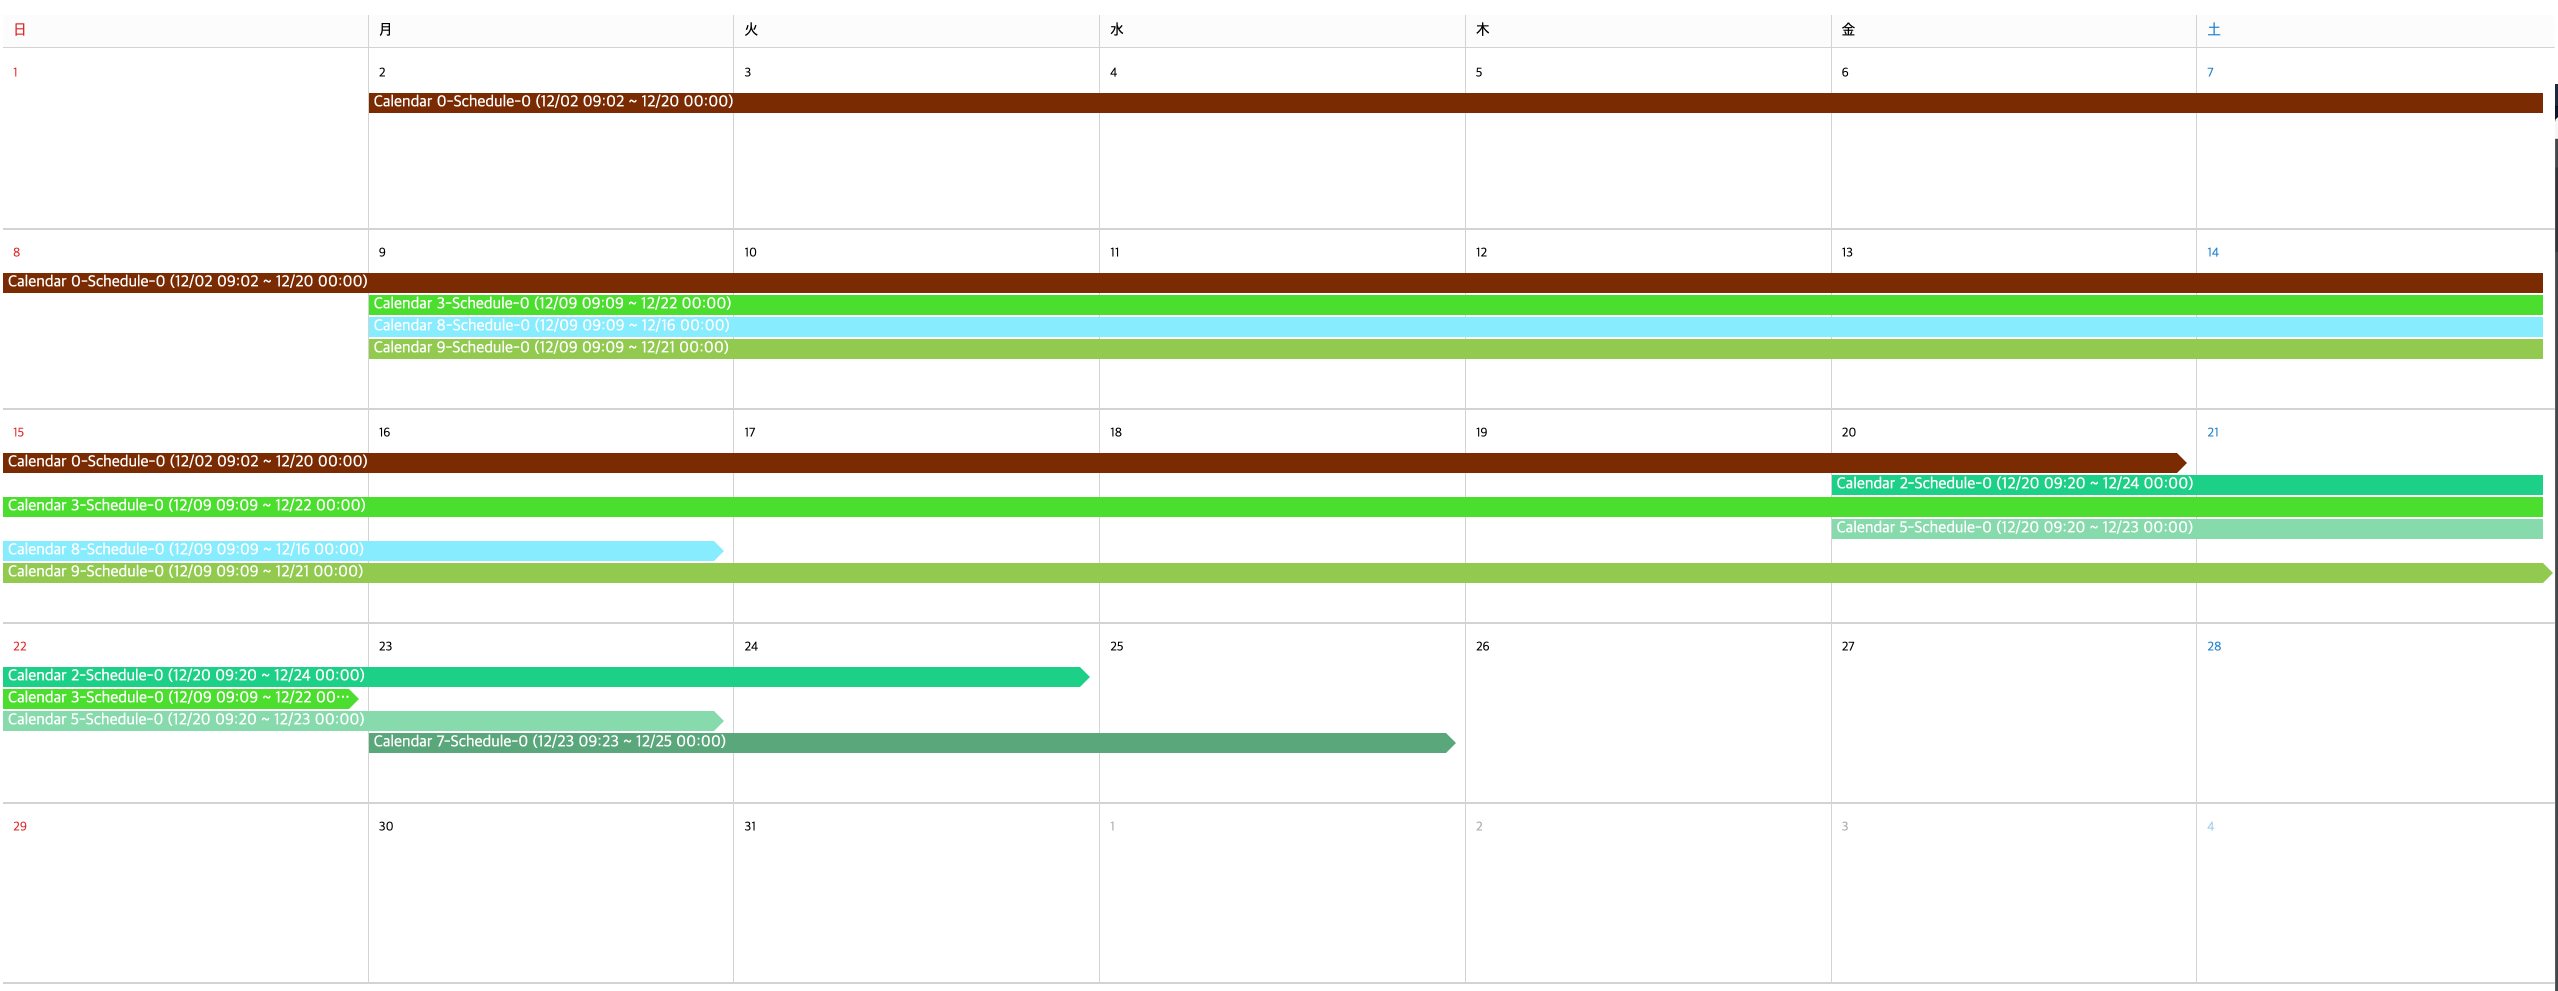 日 月 火 水 木 金 土
1 2 3 4 5 6 7
Calendar 0-Schedule-0 (12/02 09:02 ~ 12/20 00:00)
8 9 10 11 12 13 14
Calendar 0-Schedule-0 (12/02 09:02 ~ 12/20 00:00)
Calendar 3-Schedule-0 (12/09 09:09 ~ 12/22 00:00)
Calendar 8-Schedule-0 (12/09 09:09 ~ 12/16 00:00)
Calendar 9-Schedule-0 (12/09 09:09 ~ 12/21 00:00)
15 16 17 18 19 20 21
Calendar 0-Schedule-0 (12/02 09:02 ~ 12/20 00:00)
Calendar 2-Schedule-0 (12/20 09:20 ~ 12/24 00:00)
Calendar 3-Schedule-0 (12/09 09:09 ~ 12/22 00:00)
Calendar 5-Schedule-0 (12/20 09:20 ~ 12/23 00:00)
Calendar 8-Schedule-0 (12/09 09:09 ~ 12/16 00:00)
Calendar 9-Schedule-0 (12/09 09:09 ~ 12/21 00:00)
22 23 24 25 26 27 28
Calendar 2-Schedule-0 (12/20 09:20 ~ 12/24 00:00)
Calendar 3-Schedule-0 (12/09 09:09 ~ 12/22 00…
Calendar 5-Schedule-0 (12/20 09:20 ~ 12/23 00:00)
Calendar 7-Schedule-0 (12/23 09:23 ~ 12/25 00:00)
29 30 31 1 2 3 4